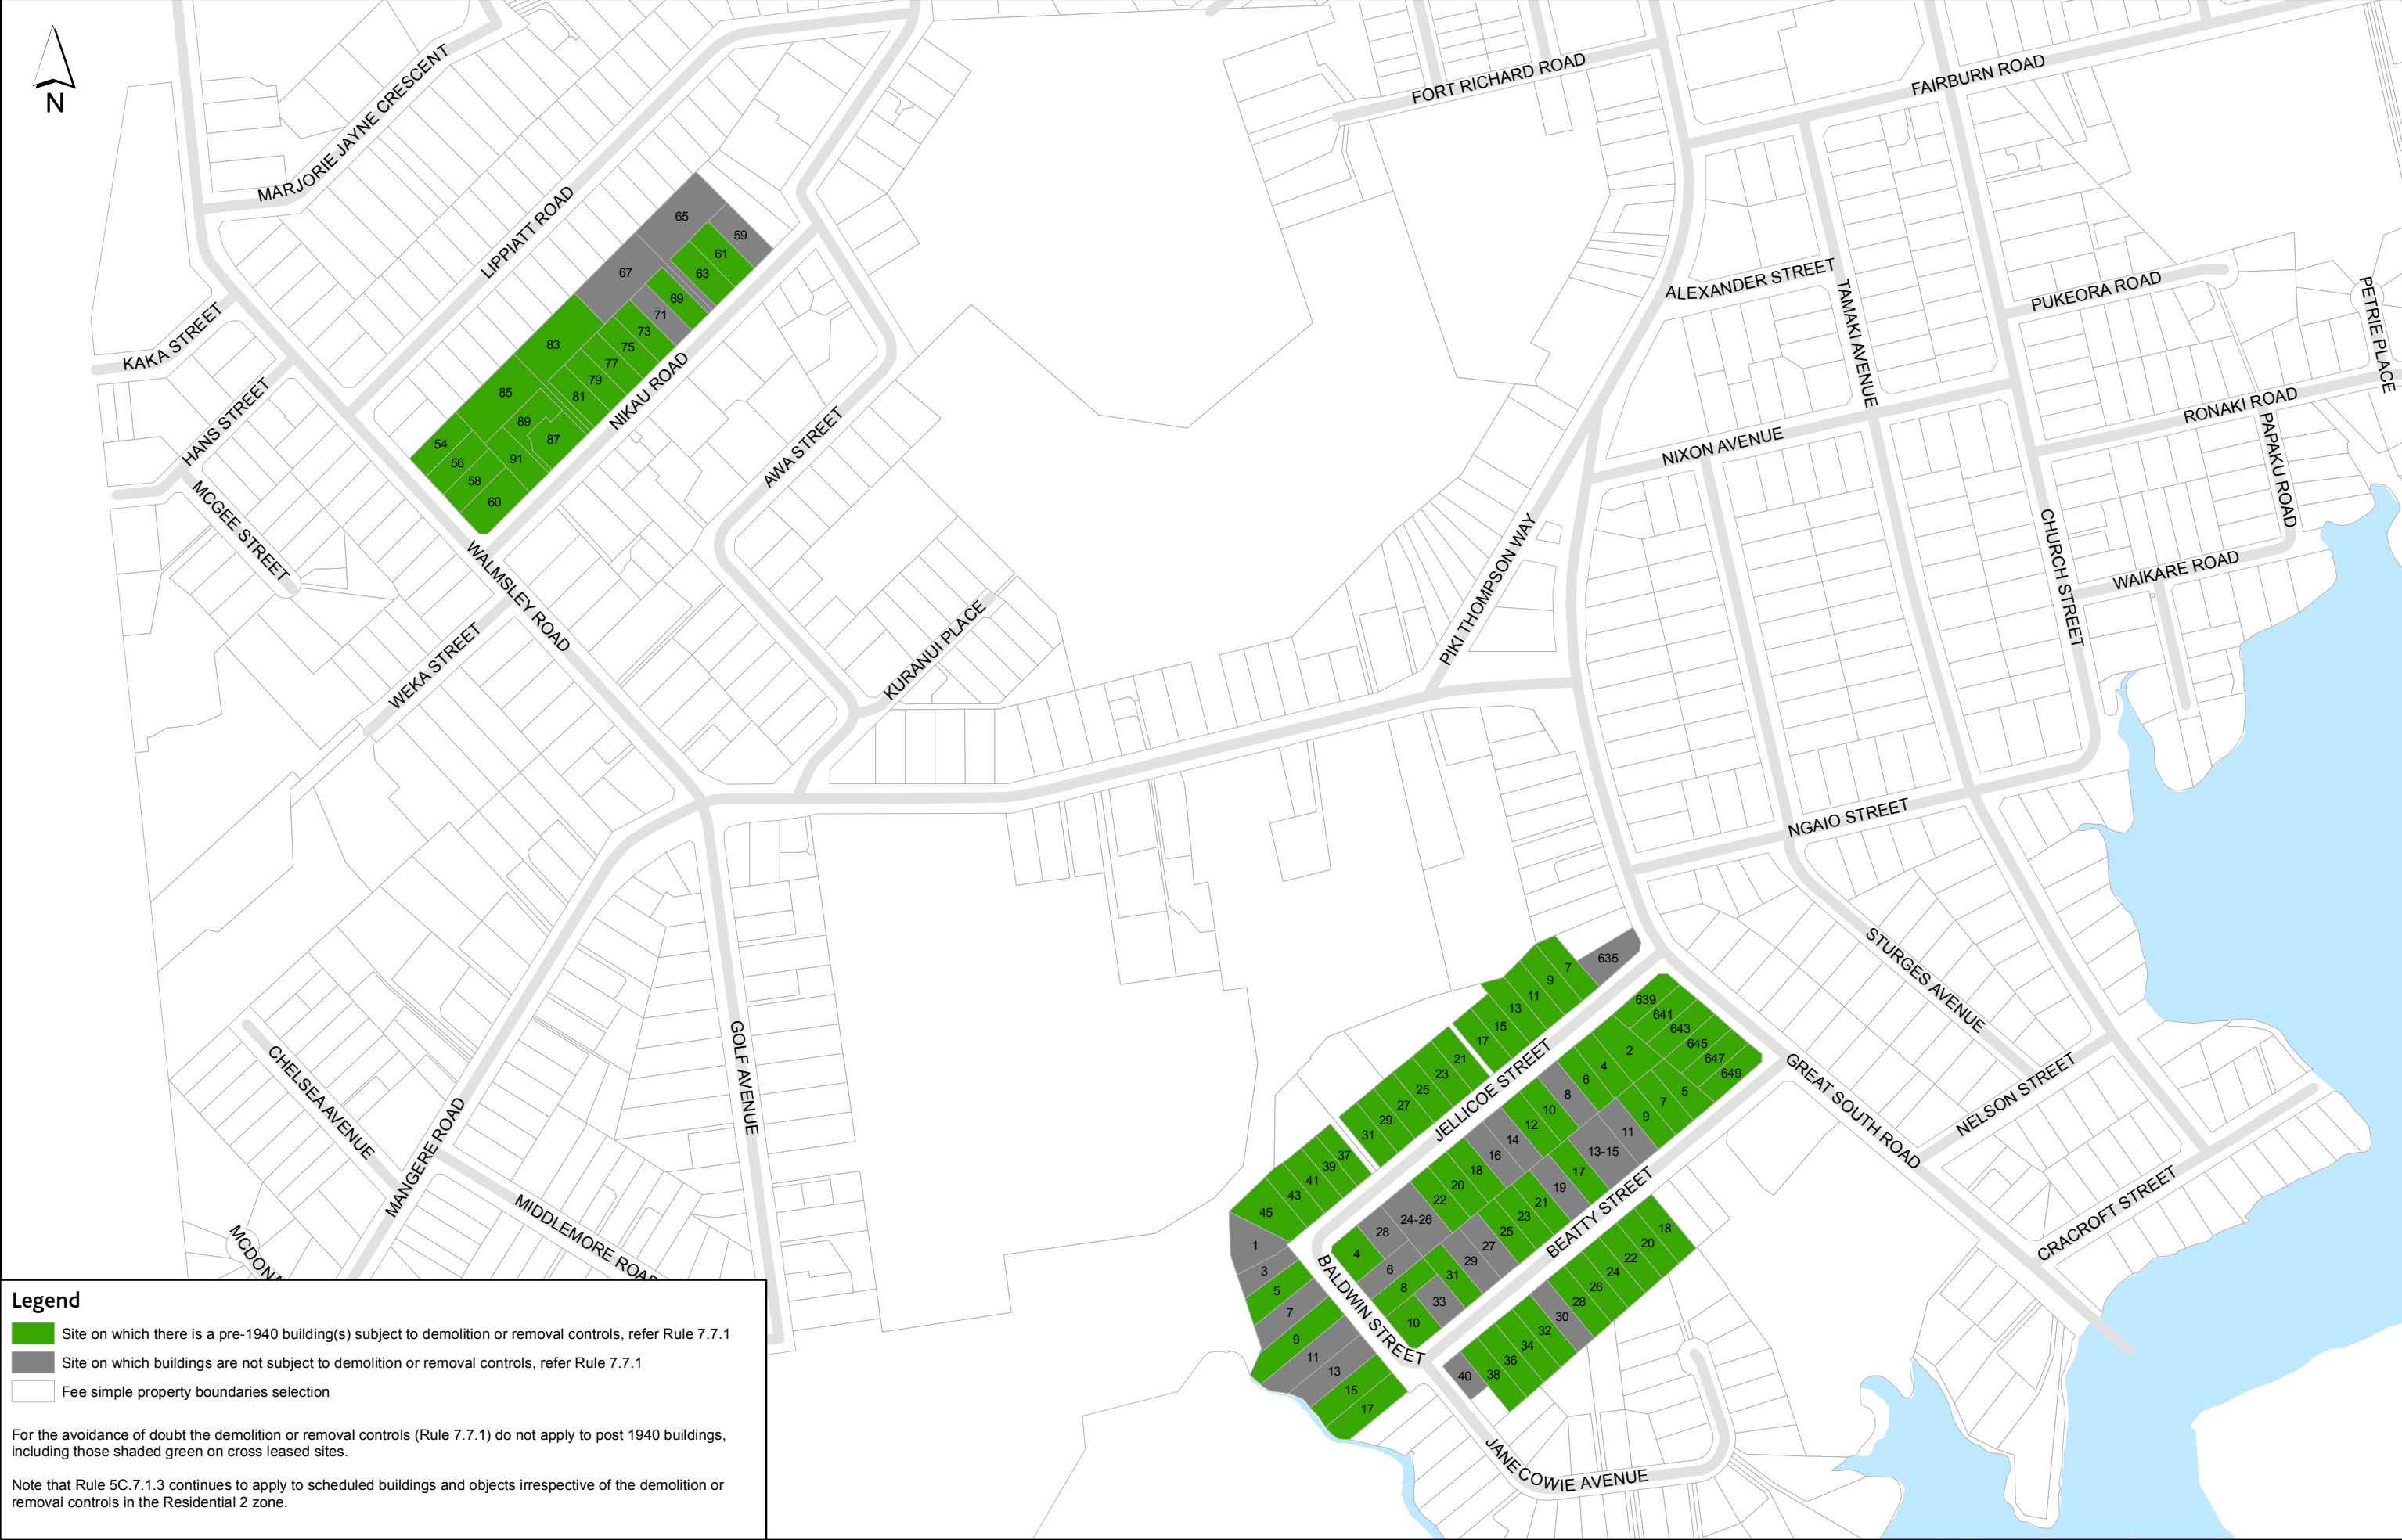 N
MARJORIE JAYNE CRESCENT
LIPPIATT ROAD
KAKA STREET
HANS STREET
MCGEE STREET
WALMSLEY ROAD
WEKA STREET
NIKAU ROAD
AWA STREET
KURANUI PLACE
FORT RICHARD ROAD
FAIRBURN ROAD
ALEXANDER STREET
TAMAKI AVENUE
PUKEORA ROAD
PETRIE PLACE
RONAKI ROAD
PAPAKU ROAD
NIXON AVENUE
CHURCH STREET
WAIKARE ROAD
PIKI THOMPSON WAY
NGAIO STREET
STURGES AVENUE
NELSON STREET
GREAT SOUTH ROAD
CRACROFT STREET
JELLICOE STREET
BEATTY STREET
BALDWIN STREET
JANE COWIE AVENUE
GOLF AVENUE
CHELSEA AVENUE
MANGERE ROAD
MIDDLEMORE ROAD
MCDONA
65
59
61
63
67
69
71
73
75
77
79
81
83
85
89
87
91
54
56
58
60
635
7
9
11
13
15
17
21
23
25
27
29
31
37
39
41
43
45
639
641
643
645
647
649
2
4
6
8
10
12
14
16
18
20
22
24-26
28
4
6
8
10
5
7
9
11
13-15
17
19
21
23
25
27
29
31
33
18
20
22
24
26
28
30
32
34
36
38
40
1
3
5
7
9
11
13
15
17
Legend
Site on which there is a pre-1940 building(s) subject to demolition or removal controls, refer Rule 7.7.1
Site on which buildings are not subject to demolition or removal controls, refer Rule 7.7.1
Fee simple property boundaries selection
For the avoidance of doubt the demolition or removal controls (Rule 7.7.1) do not apply to post 1940 buildings,
including those shaded green on cross leased sites.
Note that Rule 5C.7.1.3 continues to apply to scheduled buildings and objects irrespective of the demolition or
removal controls in the Residential 2 zone.